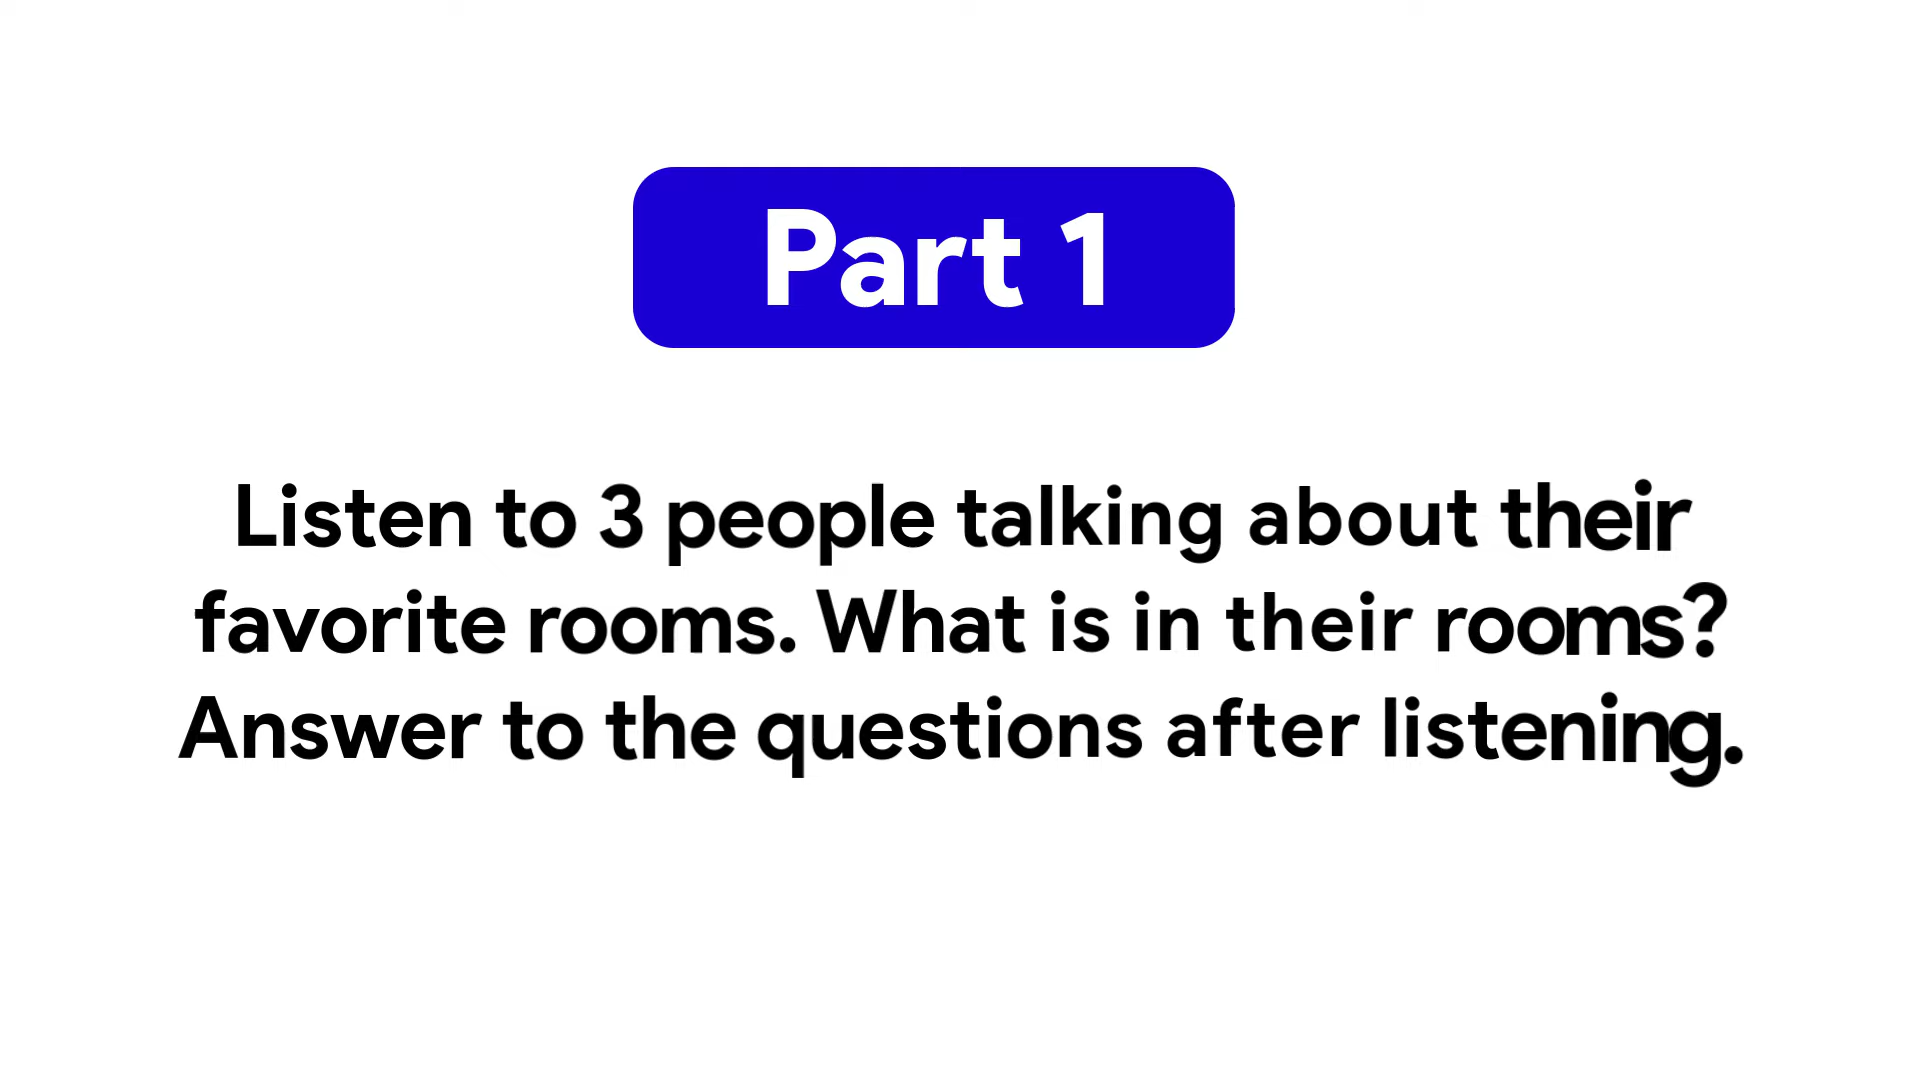 Part 1
Listen to 3 people talking about their
favorite rooms. What is in their rooms?
Answer to the questions after listening.